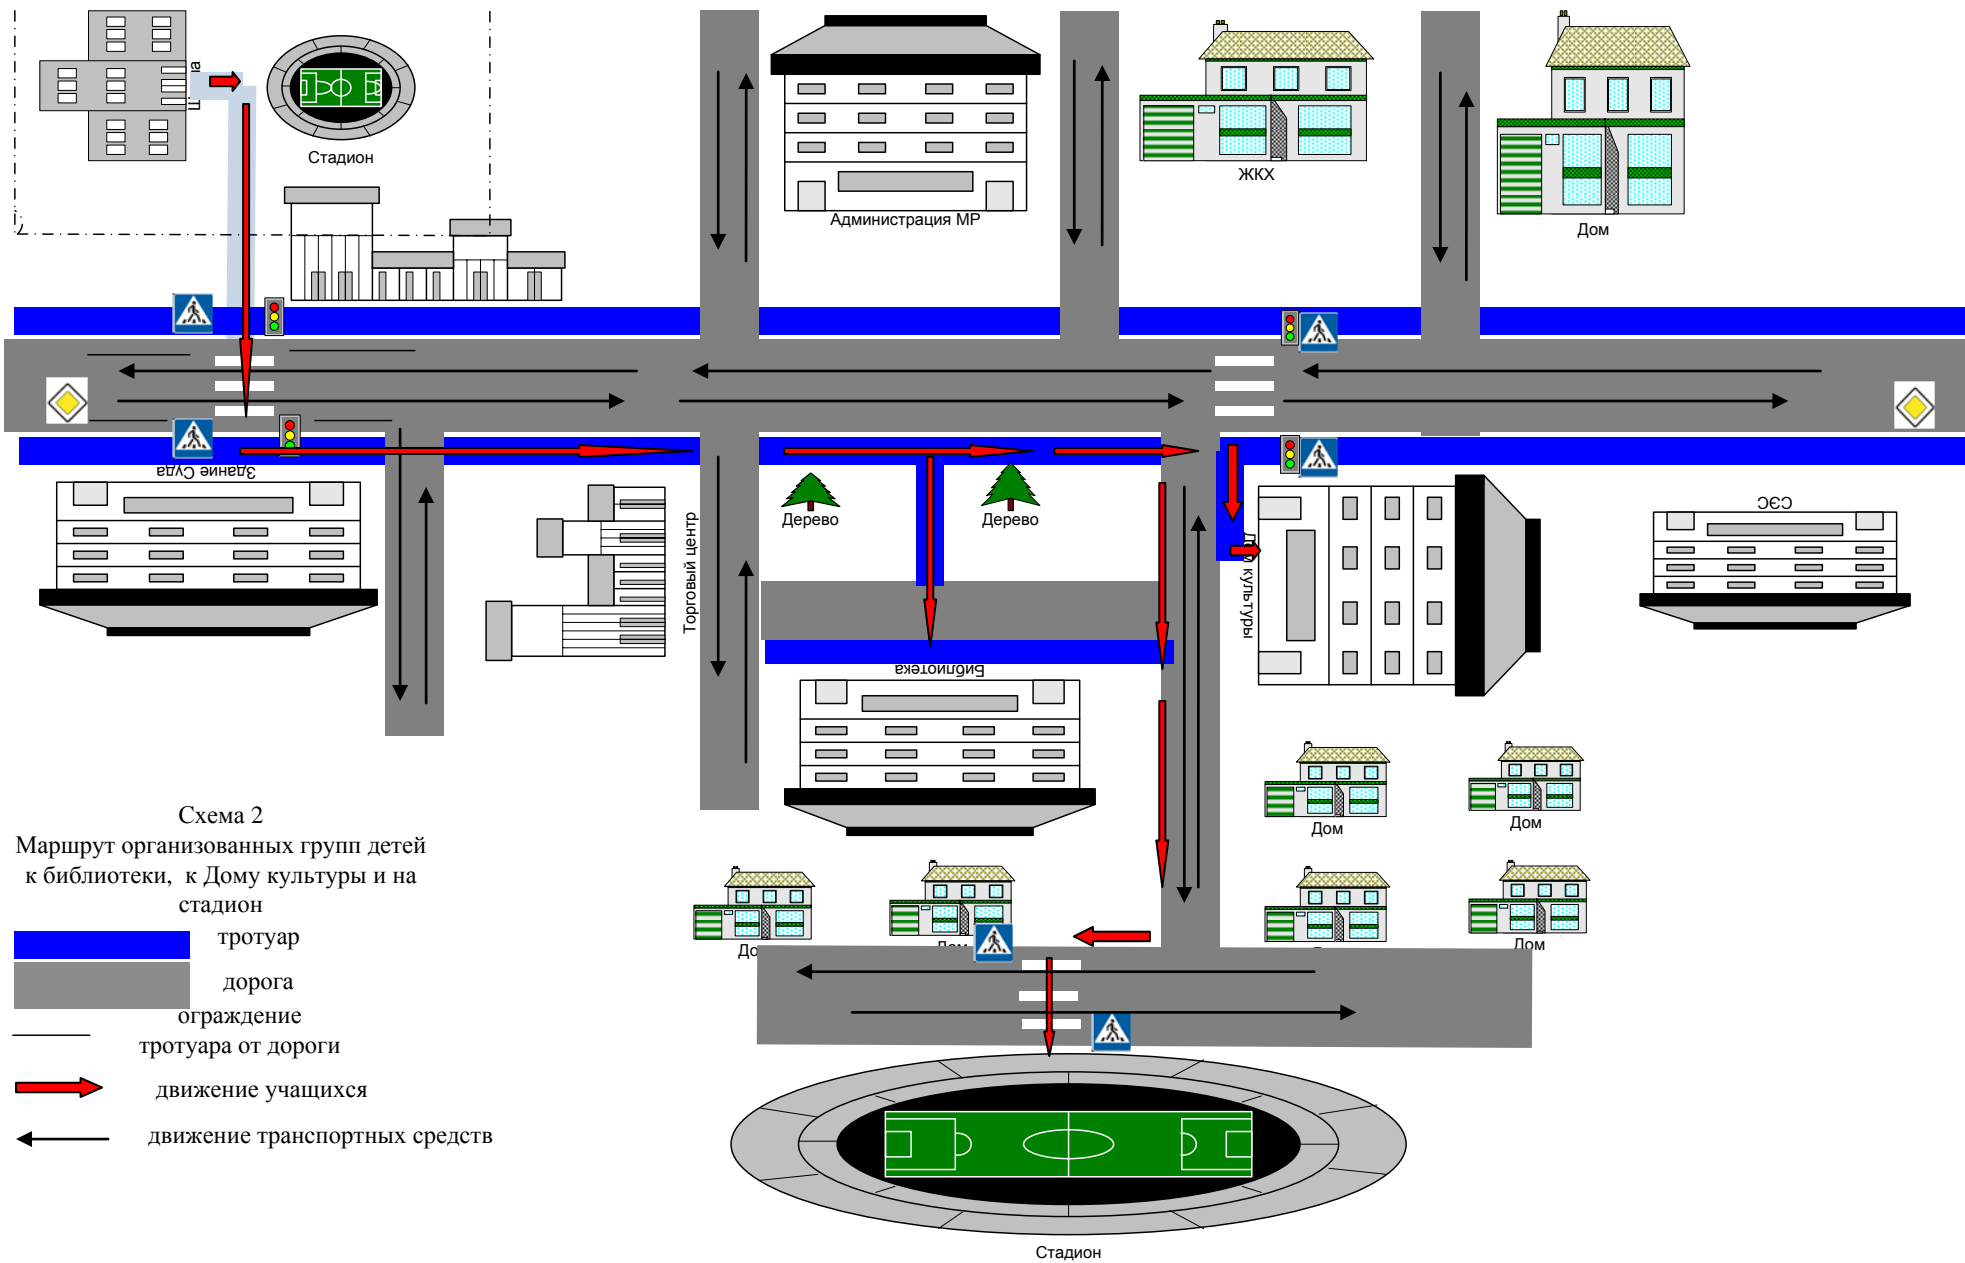 Стадион
Администрация МР
ЖКХ
Дом
Здание Суда
Торговый центр
Дерево
Дерево
Библиотека
культуры
СЭС
Дом
Дом
Дом
Схема 2
Маршрут организованных групп детей
к библиотеки, к Дому культуры и на
стадион
тротуар
дорога
ограждение
тротуара от дороги
движение учащихся
движение транспортных средств
Стадион